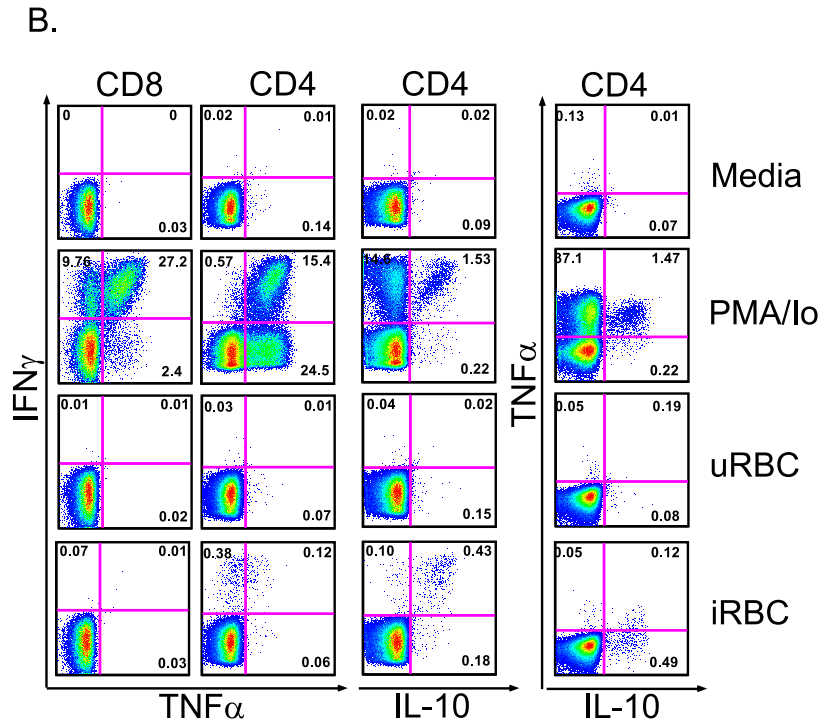 B.
CD8 CD4 CD4 CD4
0 0 0.02 0.01 0.02 0.02 0.13 0.01
Media
0.03 0.14 0.09 0.07
9.76 27.2 0.57 15.4 14.6 1.53 37.1 1.47
PMA/Io
2.4 24.5 0.22 0.22
IFNγ
TNFα
0.01 0.01 0.03 0.01 0.04 0.02 0.05 0.19
uRBC
0.02 0.07 0.15 0.08
0.07 0.01 0.38 0.12 0.10 0.43 0.05 0.12
iRBC
0.03 0.06 0.18 0.49
TNFα IL-10 IL-10